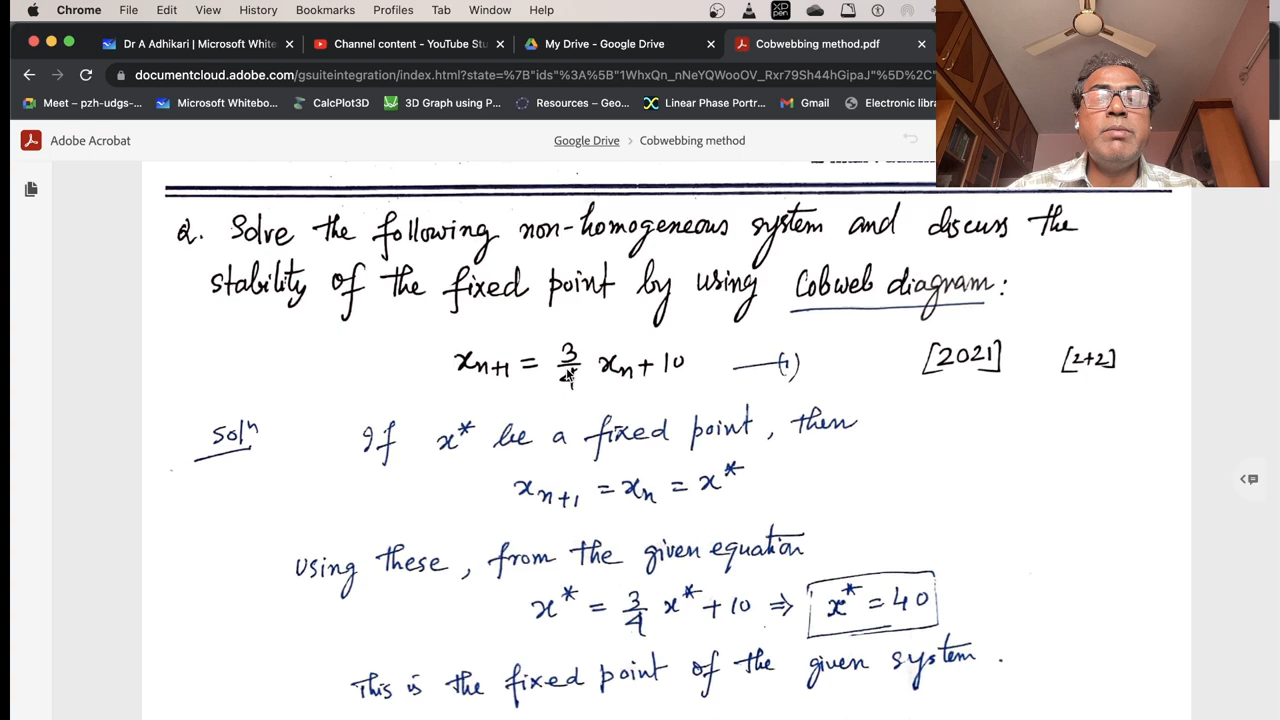 Chrome File Edit View History Bookmarks Profiles Tab Window Help
Dr A Adhikari | Microsoft White Channel content - YouTube Stu My Drive - Google Drive Cobwebbing method.pdf
documentcloud.adobe.com/gsuiteintegration/index.html?state=%7B"ids"%3A%5B"1WhxQn_nNeYQWooOV_Rxr79Sh44hGipaJ"%5D%2C"
Meet – pzh-udgs-... Microsoft Whitebo... CalcPlot3D 3D Graph using P... Resources – Geo... Linear Phase Portr... Gmail Electronic libra
Adobe Acrobat Google Drive Cobwebbing method
Q. Solve the following non-homogeneous system and discuss the
stability of the fixed point by using Cobweb diagram:
x_{n+1} = 3/4 x_n + 10 —(1) [2021] [2+2]
Solⁿ If x* be a fixed point, then
x_{n+1} = x_n = x*
using these, from the given equation
x* = 3/4 x* + 10 ⇒ x* = 40
This is the fixed point of the given system.